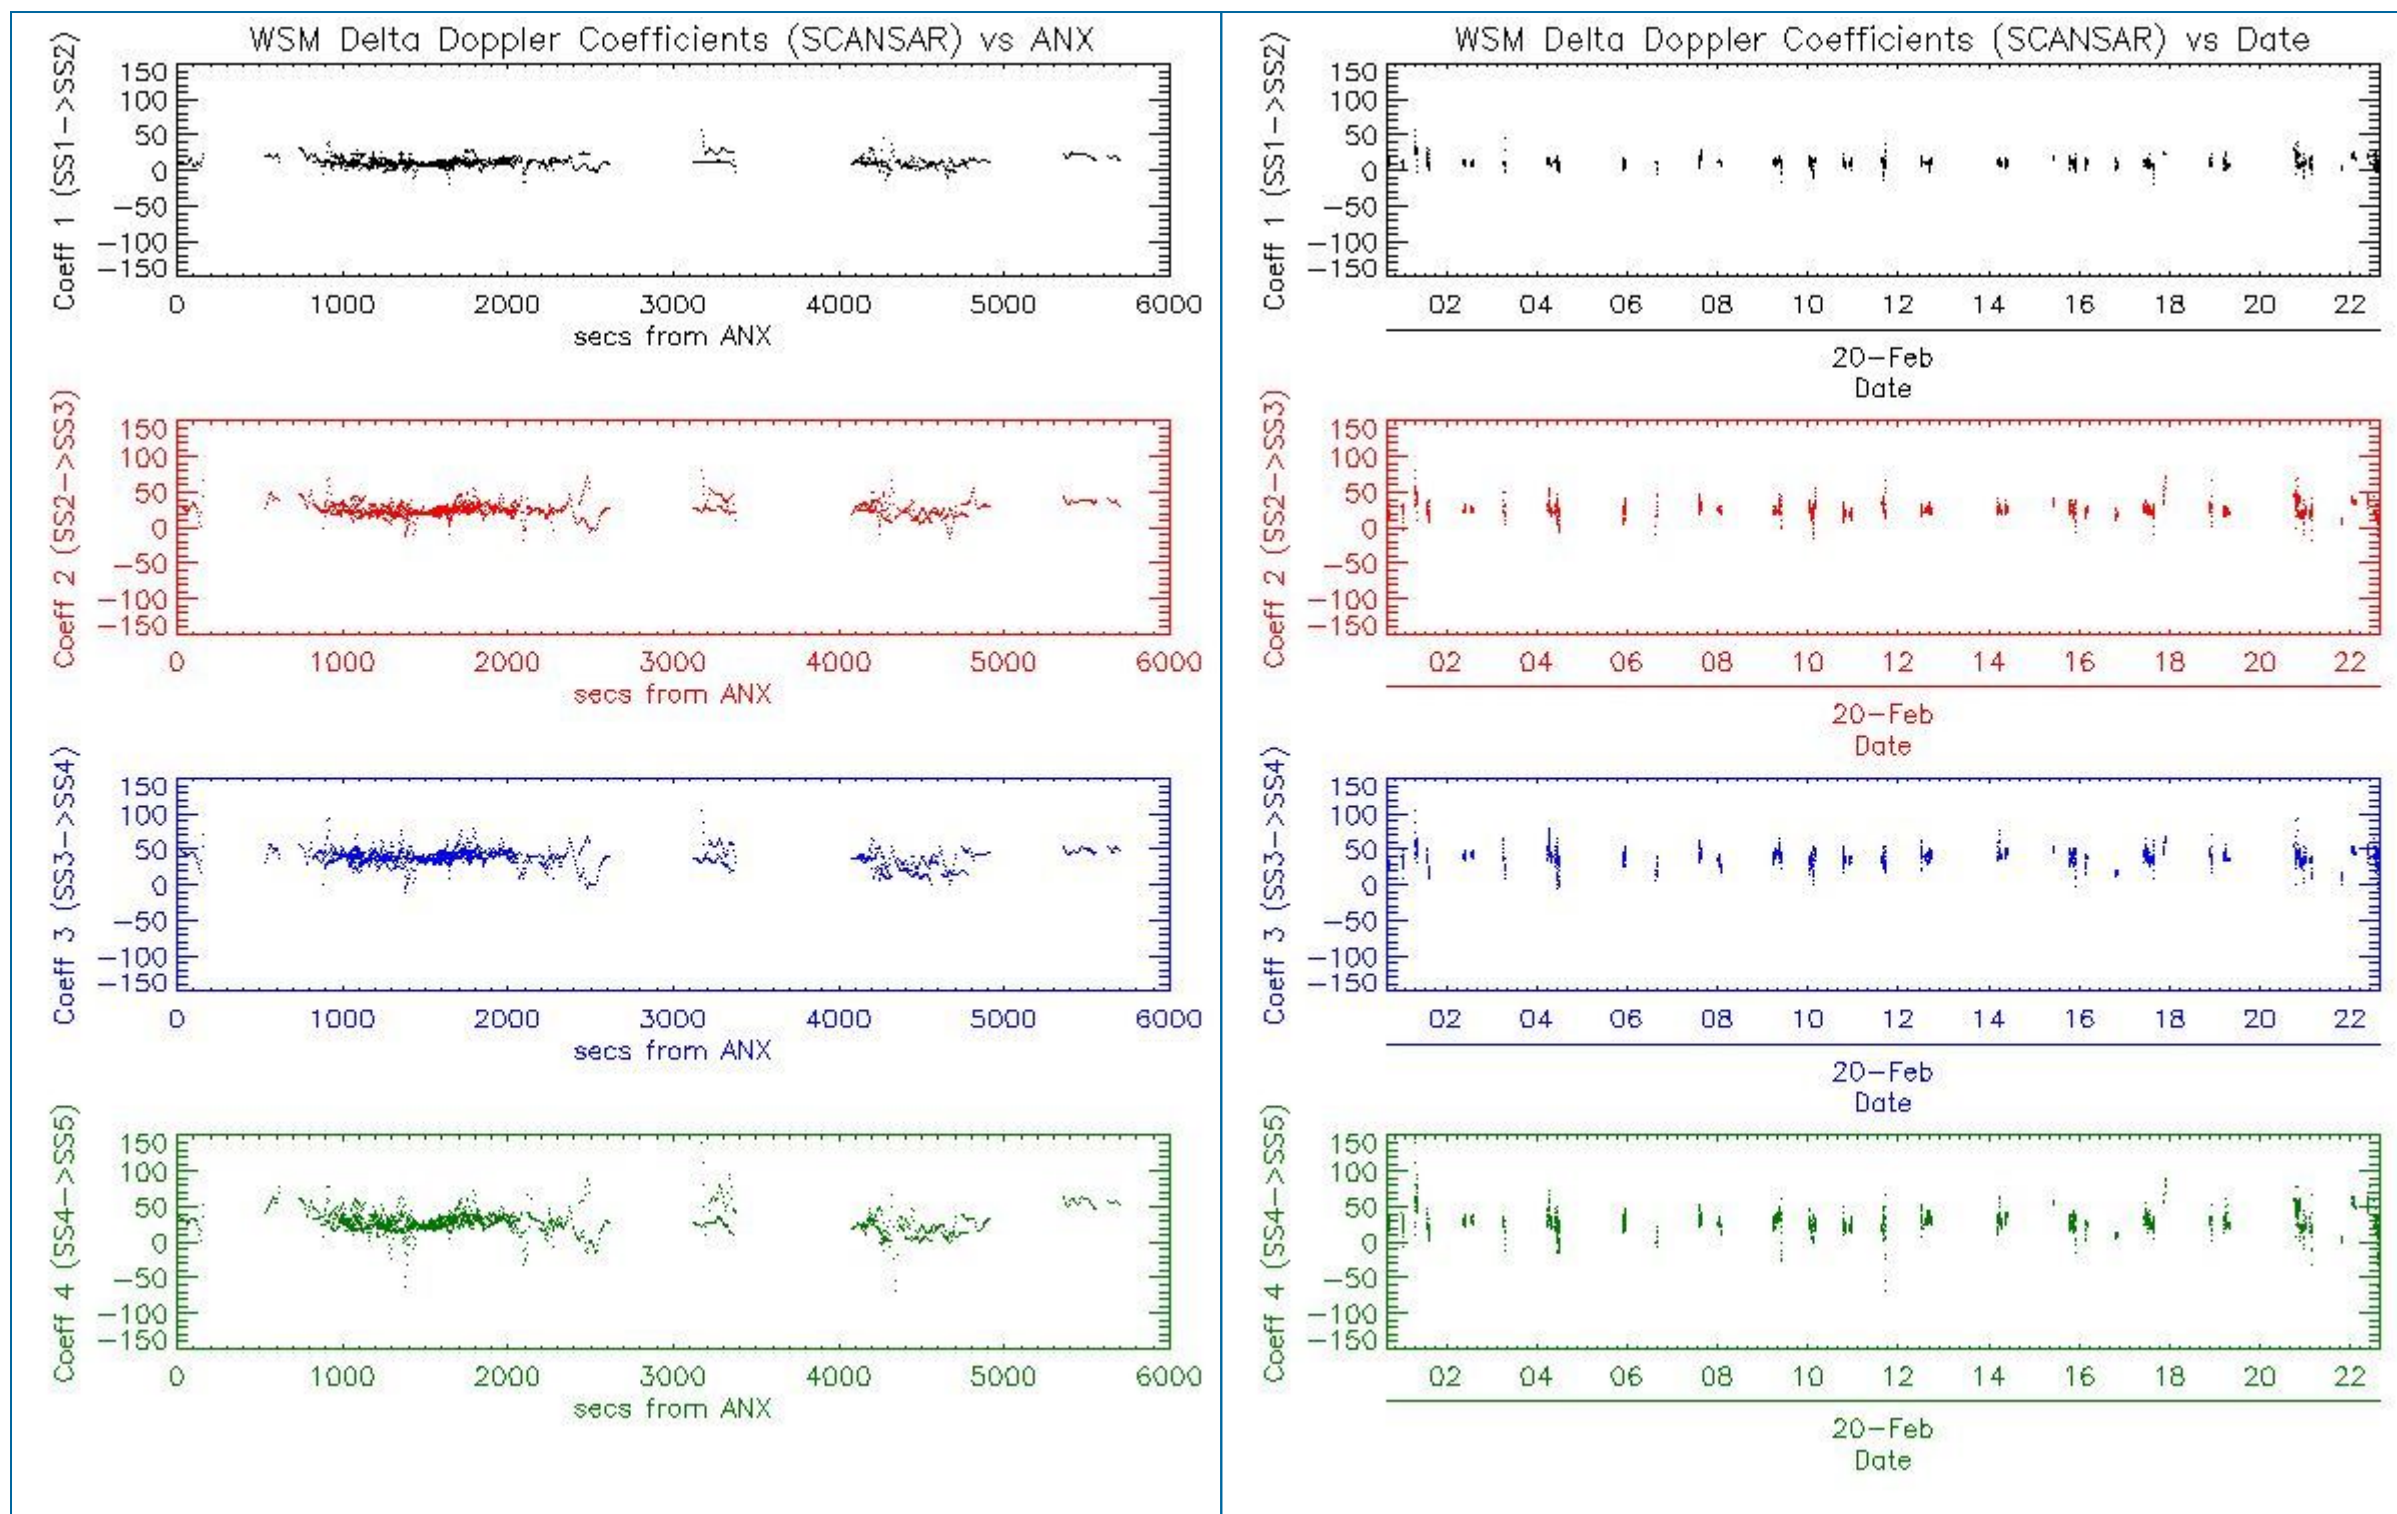 WSM Delta Doppler Coefficients (SCANSAR) vs ANX
Coeff 1 (SS1->SS2)
150
100
50
0
-50
-100
-150
0 1000 2000 3000 4000 5000 6000
secs from ANX
Coeff 2 (SS2->SS3)
150
100
50
0
-50
-100
-150
0 1000 2000 3000 4000 5000 6000
secs from ANX
Coeff 3 (SS3->SS4)
150
100
50
0
-50
-100
-150
0 1000 2000 3000 4000 5000 6000
secs from ANX
Coeff 4 (SS4->SS5)
150
100
50
0
-50
-100
-150
0 1000 2000 3000 4000 5000 6000
secs from ANX
WSM Delta Doppler Coefficients (SCANSAR) vs Date
Coeff 1 (SS1->SS2)
150
100
50
0
-50
-100
-150
02 04 06 08 10 12 14 16 18 20 22
20-Feb
Date
Coeff 2 (SS2->SS3)
150
100
50
0
-50
-100
-150
02 04 06 08 10 12 14 16 18 20 22
20-Feb
Date
Coeff 3 (SS3->SS4)
150
100
50
0
-50
-100
-150
02 04 06 08 10 12 14 16 18 20 22
20-Feb
Date
Coeff 4 (SS4->SS5)
150
100
50
0
-50
-100
-150
02 04 06 08 10 12 14 16 18 20 22
20-Feb
Date